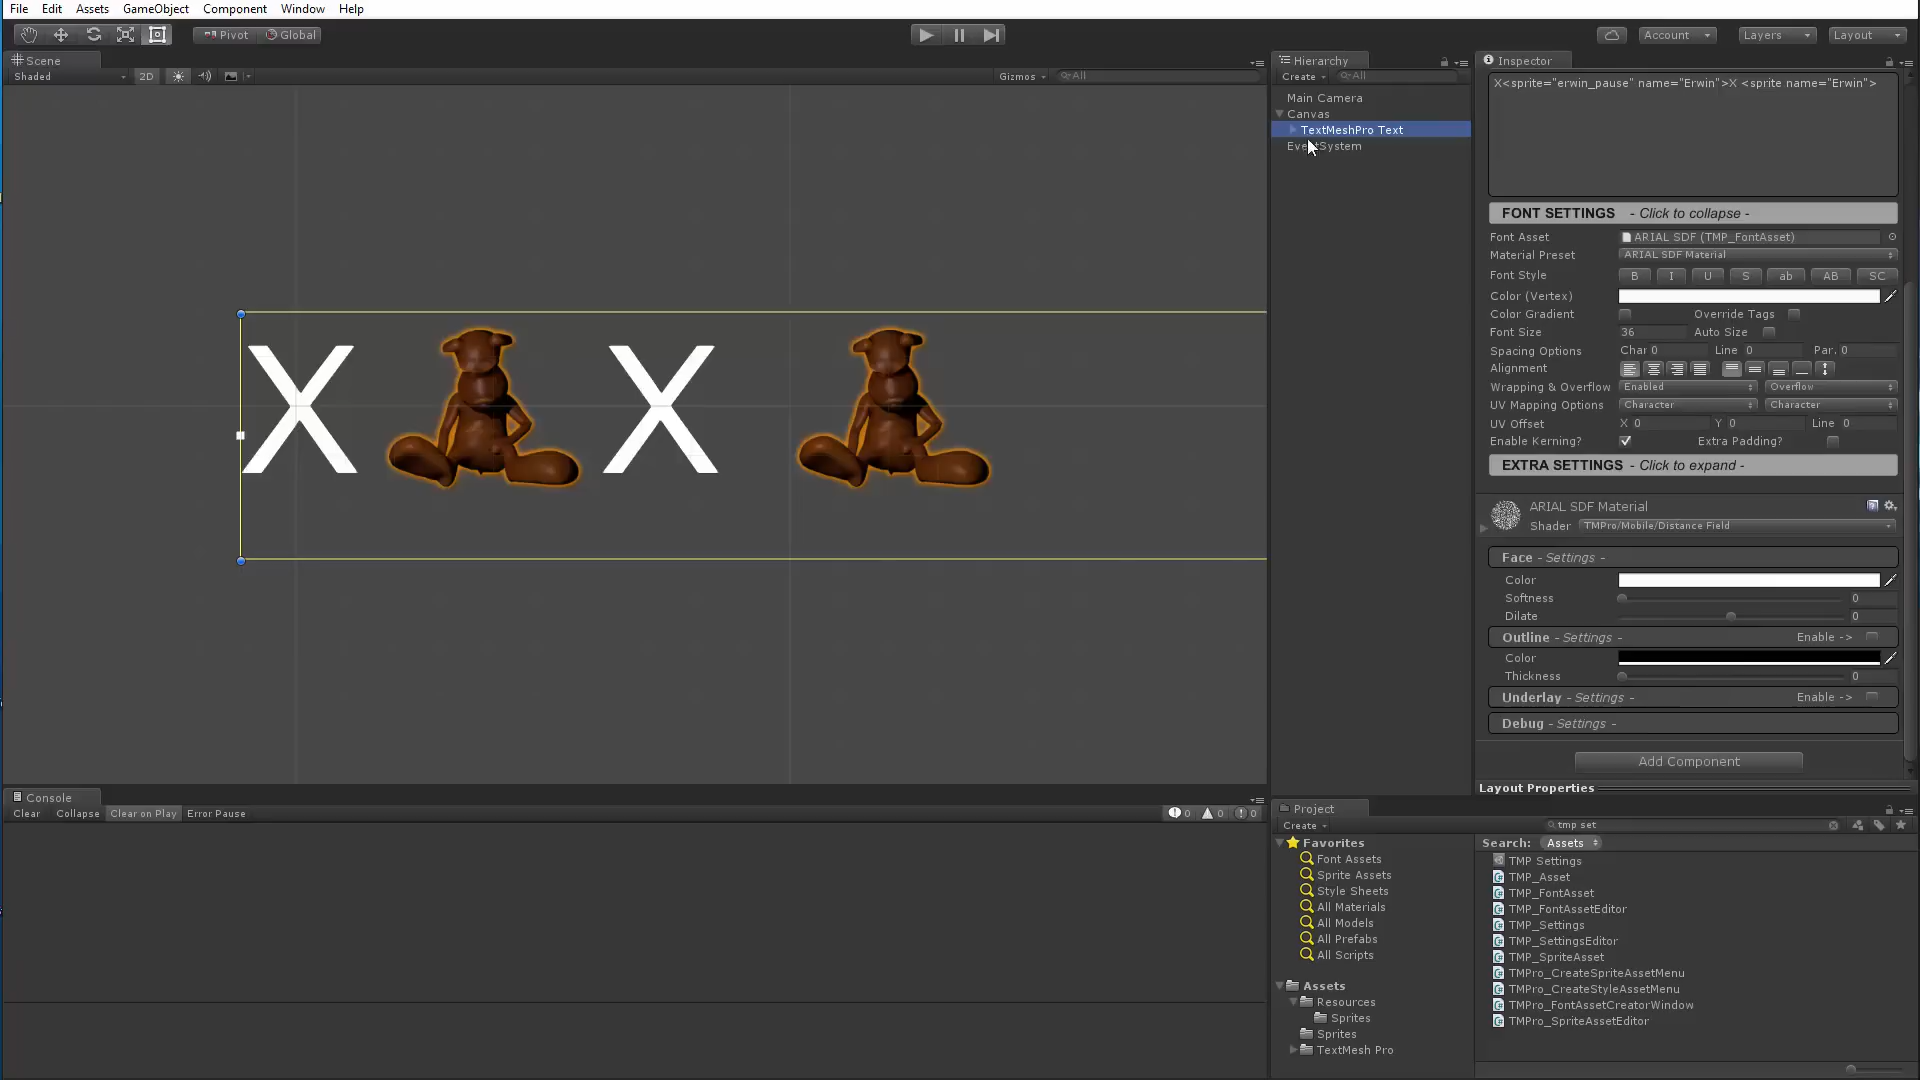 File Edit Assets GameObject Component Window Help
Pivot Global Account Layers Layout
Scene
Shaded 2D Gizmos All
X X
Console
Clear Collapse Clear on Play Error Pause 0 0 0
Hierarchy
Create All
Main Camera
Canvas
TextMeshPro Text
EventSystem
Inspector
X<sprite="erwin_pause" name="Erwin">X <sprite name="Erwin">
FONT SETTINGS - Click to collapse -
Font Asset ARIAL SDF (TMP_FontAsset)
Material Preset ARIAL SDF Material
Font Style B I U S ab AB SC
Color (Vertex)
Color Gradient Override Tags
Font Size 36 Auto Size
Spacing Options Char 0 Line 0 Par. 0
Alignment
Wrapping & Overflow Enabled Overflow
UV Mapping Options Character Character
UV Offset X 0 Y 0 Line 0
Enable Kerning? Extra Padding?
EXTRA SETTINGS - Click to expand -
ARIAL SDF Material
Shader TMPro/Mobile/Distance Field
Face - Settings -
Color
Softness 0
Dilate 0
Outline - Settings - Enable ->
Color
Thickness 0
Underlay - Settings - Enable ->
Debug - Settings -
Add Component
Layout Properties
Project
Create tmp set
Favorites
Font Assets
Sprite Assets
Style Sheets
All Materials
All Models
All Prefabs
All Scripts
Assets
Resources
Sprites
Sprites
TextMesh Pro
Search: Assets
TMP Settings
TMP_Asset
TMP_FontAsset
TMP_FontAssetEditor
TMP_Settings
TMP_SettingsEditor
TMP_SpriteAsset
TMPro_CreateSpriteAssetMenu
TMPro_CreateStyleAssetMenu
TMPro_FontAssetCreatorWindow
TMPro_SpriteAssetEditor